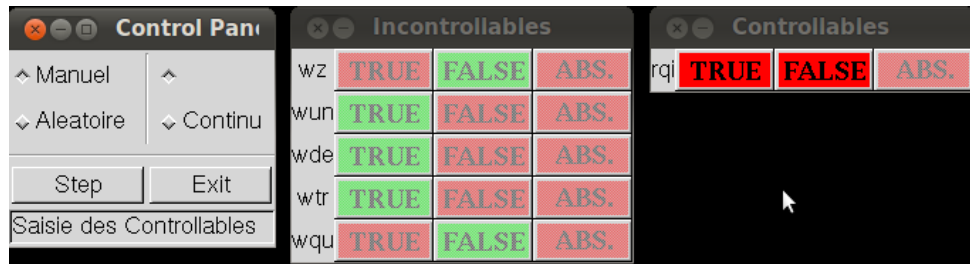 Control Pan
Manuel
Aleatoire
Continu
Step
Exit
Saisie des Controllables
Incontrollables
wz TRUE FALSE ABS.
wun TRUE FALSE ABS.
wde TRUE FALSE ABS.
wtr TRUE FALSE ABS.
wqu TRUE FALSE ABS.
Controllables
rqi TRUE FALSE ABS.